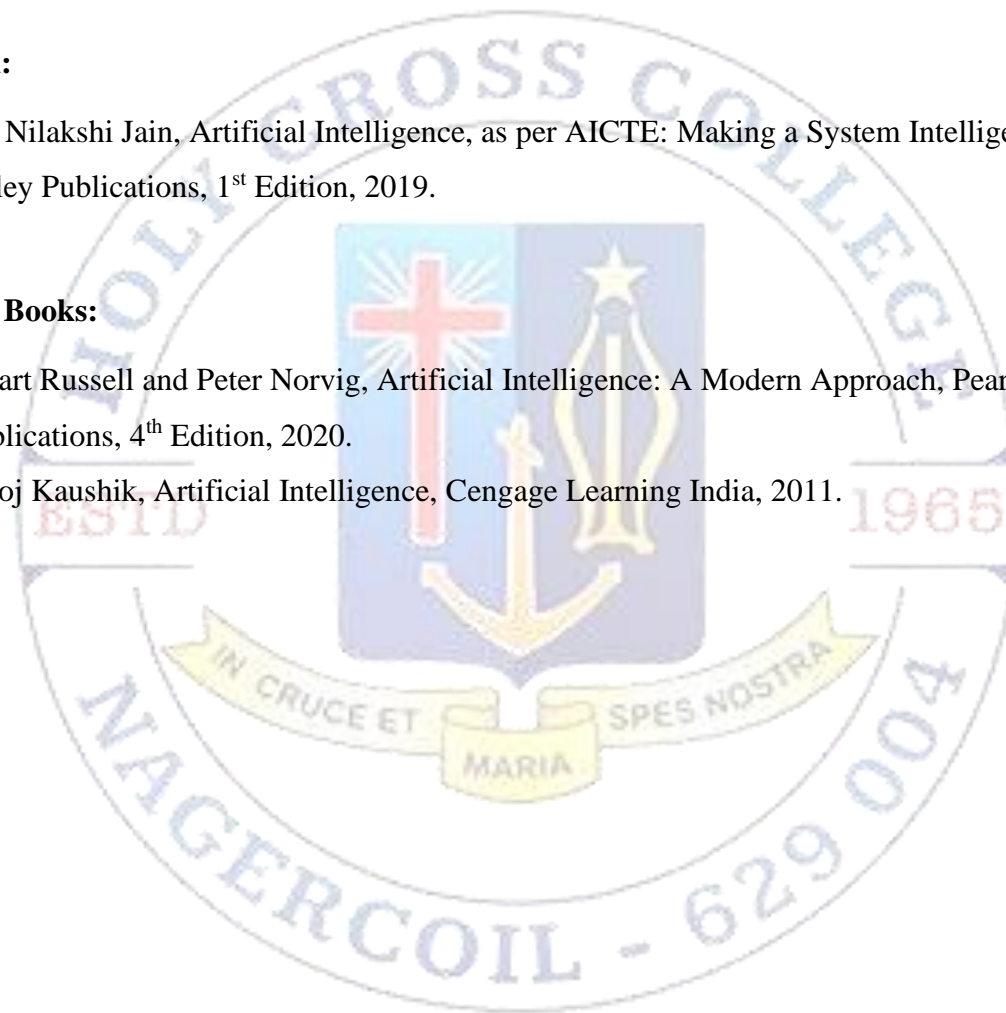 :
Nilakshi Jain, Artificial Intelligence, as per AICTE: Making a System Intellige
ley Publications, 1st Edition, 2019.
Books:
art Russell and Peter Norvig, Artificial Intelligence: A Modern Approach, Pear
blications, 4th Edition, 2020.
oj Kaushik, Artificial Intelligence, Cengage Learning India, 2011.
HOLY CROSS COLLEGE
ESTD 1965
IN CRUCE ET MARIA SPES NOSTRA
NAGERCOIL - 629 004